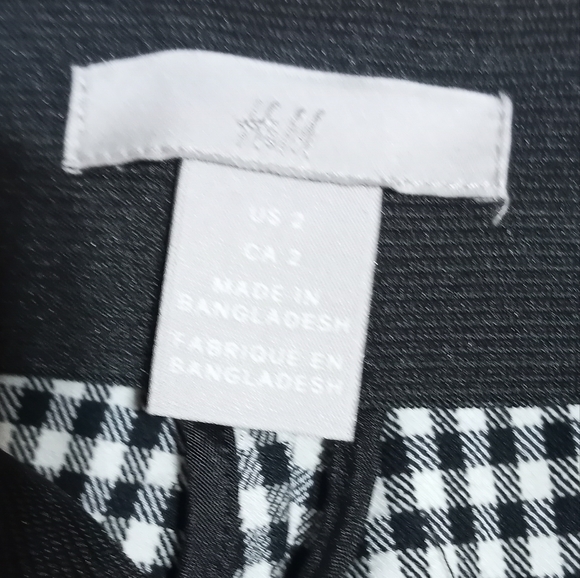 H&M
US 2
CA 2
MADE IN
BANGLADESH
FABRIQUE EN
BANGLADESH